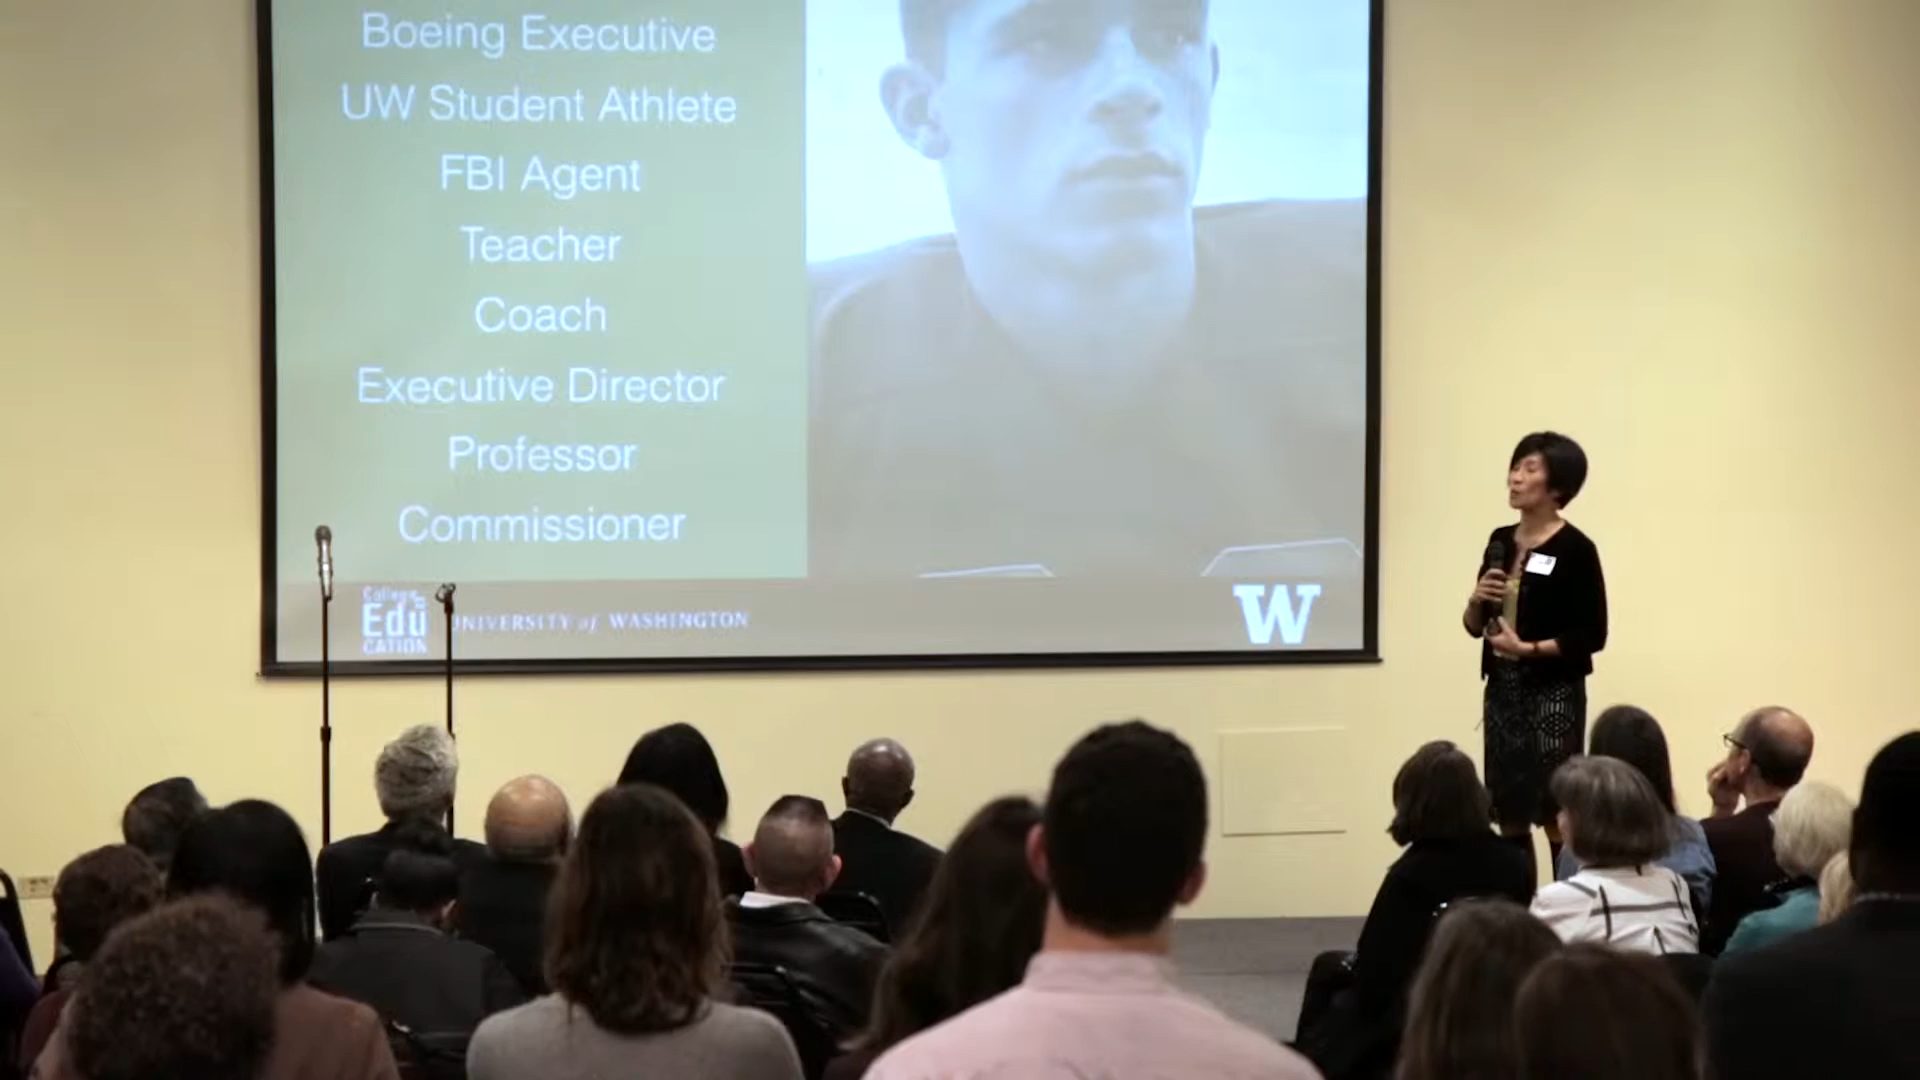 Boeing Executive
UW Student Athlete
FBI Agent
Teacher
Coach
Executive Director
Professor
Commissioner
College of
Edu
CATION
UNIVERSITY of WASHINGTON
W